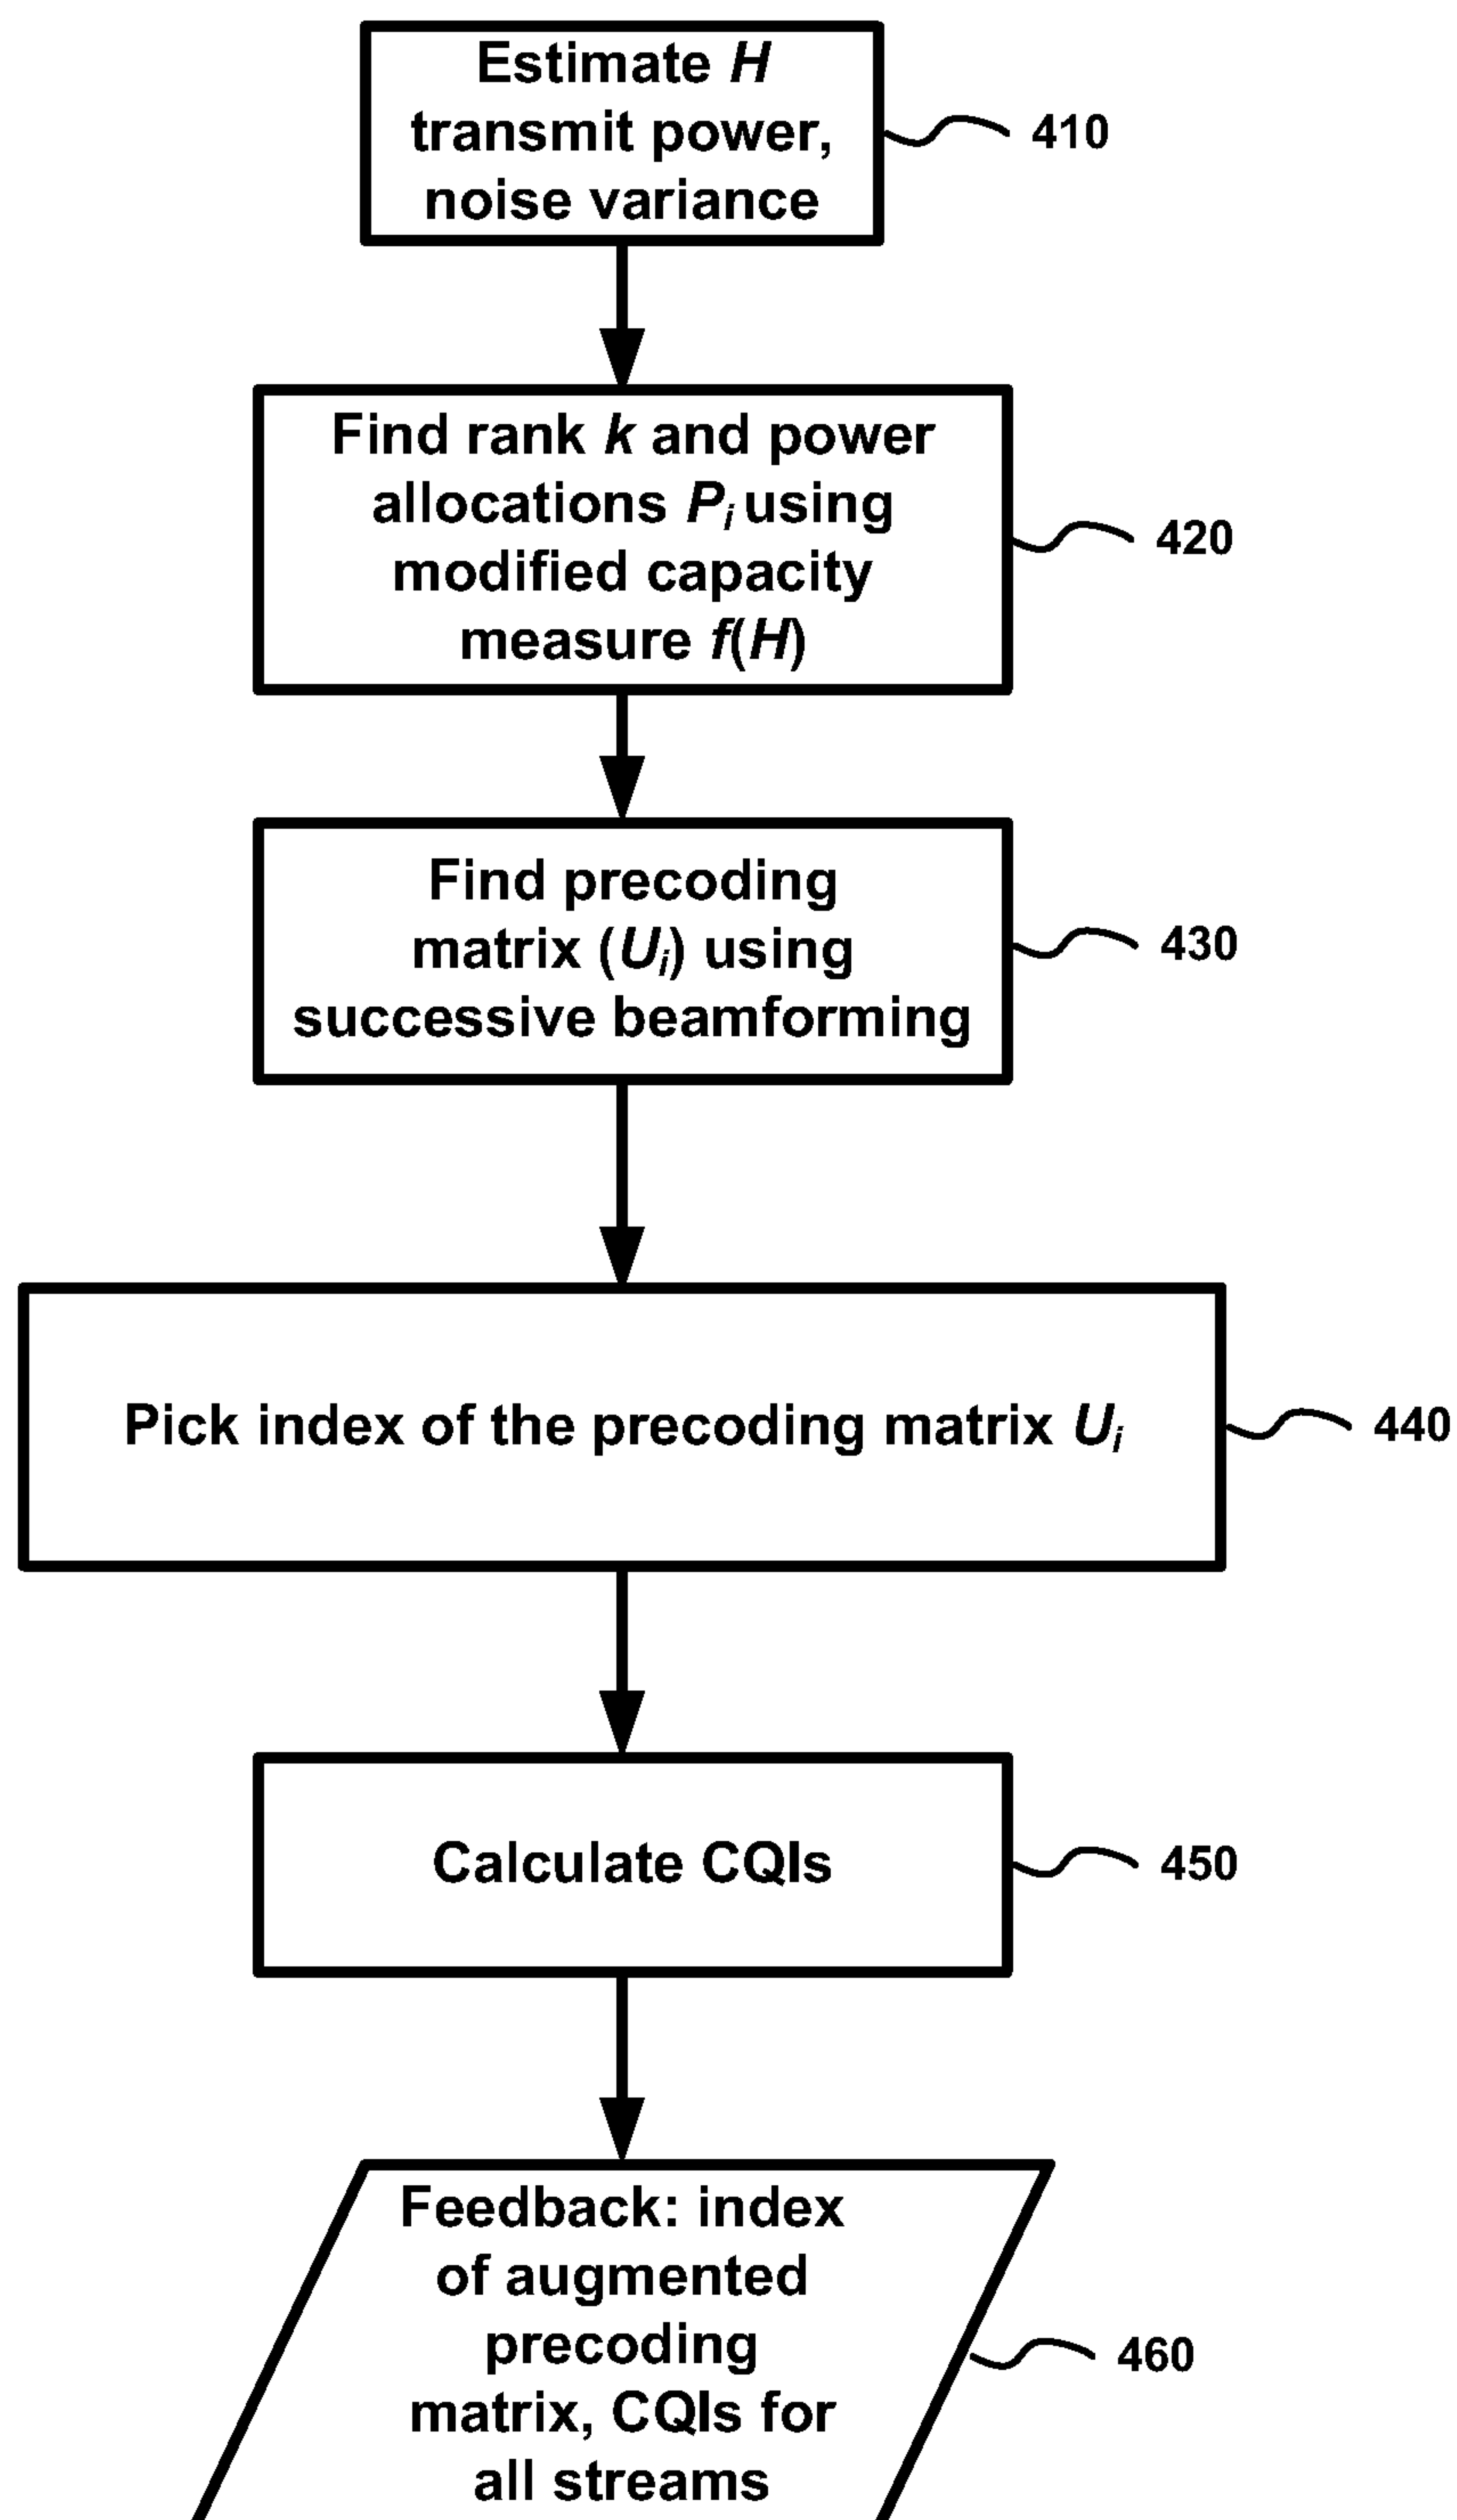 Estimate H
transmit power,
noise variance
410
Find rank k and power
allocations Pi using
modified capacity
measure f(H)
420
Find precoding
matrix (Ui) using
successive beamforming
430
Pick index of the precoding matrix Ui
440
Calculate CQIs
450
Feedback: index
of augmented
precoding
matrix, CQIs for
all streams
460